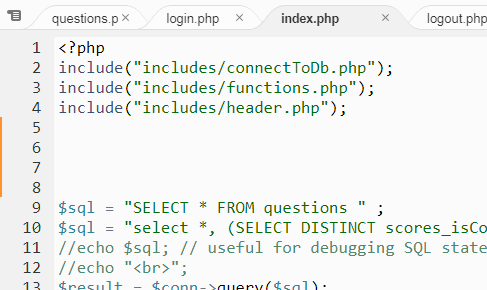 questions.p× login.php × index.php × logout.php
1 <?php
2 include("includes/connectToDb.php");
3 include("includes/functions.php");
4 include("includes/header.php");
5
6
7
8
9 $sql = "SELECT * FROM questions " ;
10 $sql = "select *, (SELECT DISTINCT scores_isCo
11 //echo $sql; // useful for debugging SQL state
12 //echo "<br>";
13 $result = $conn->query($sql);